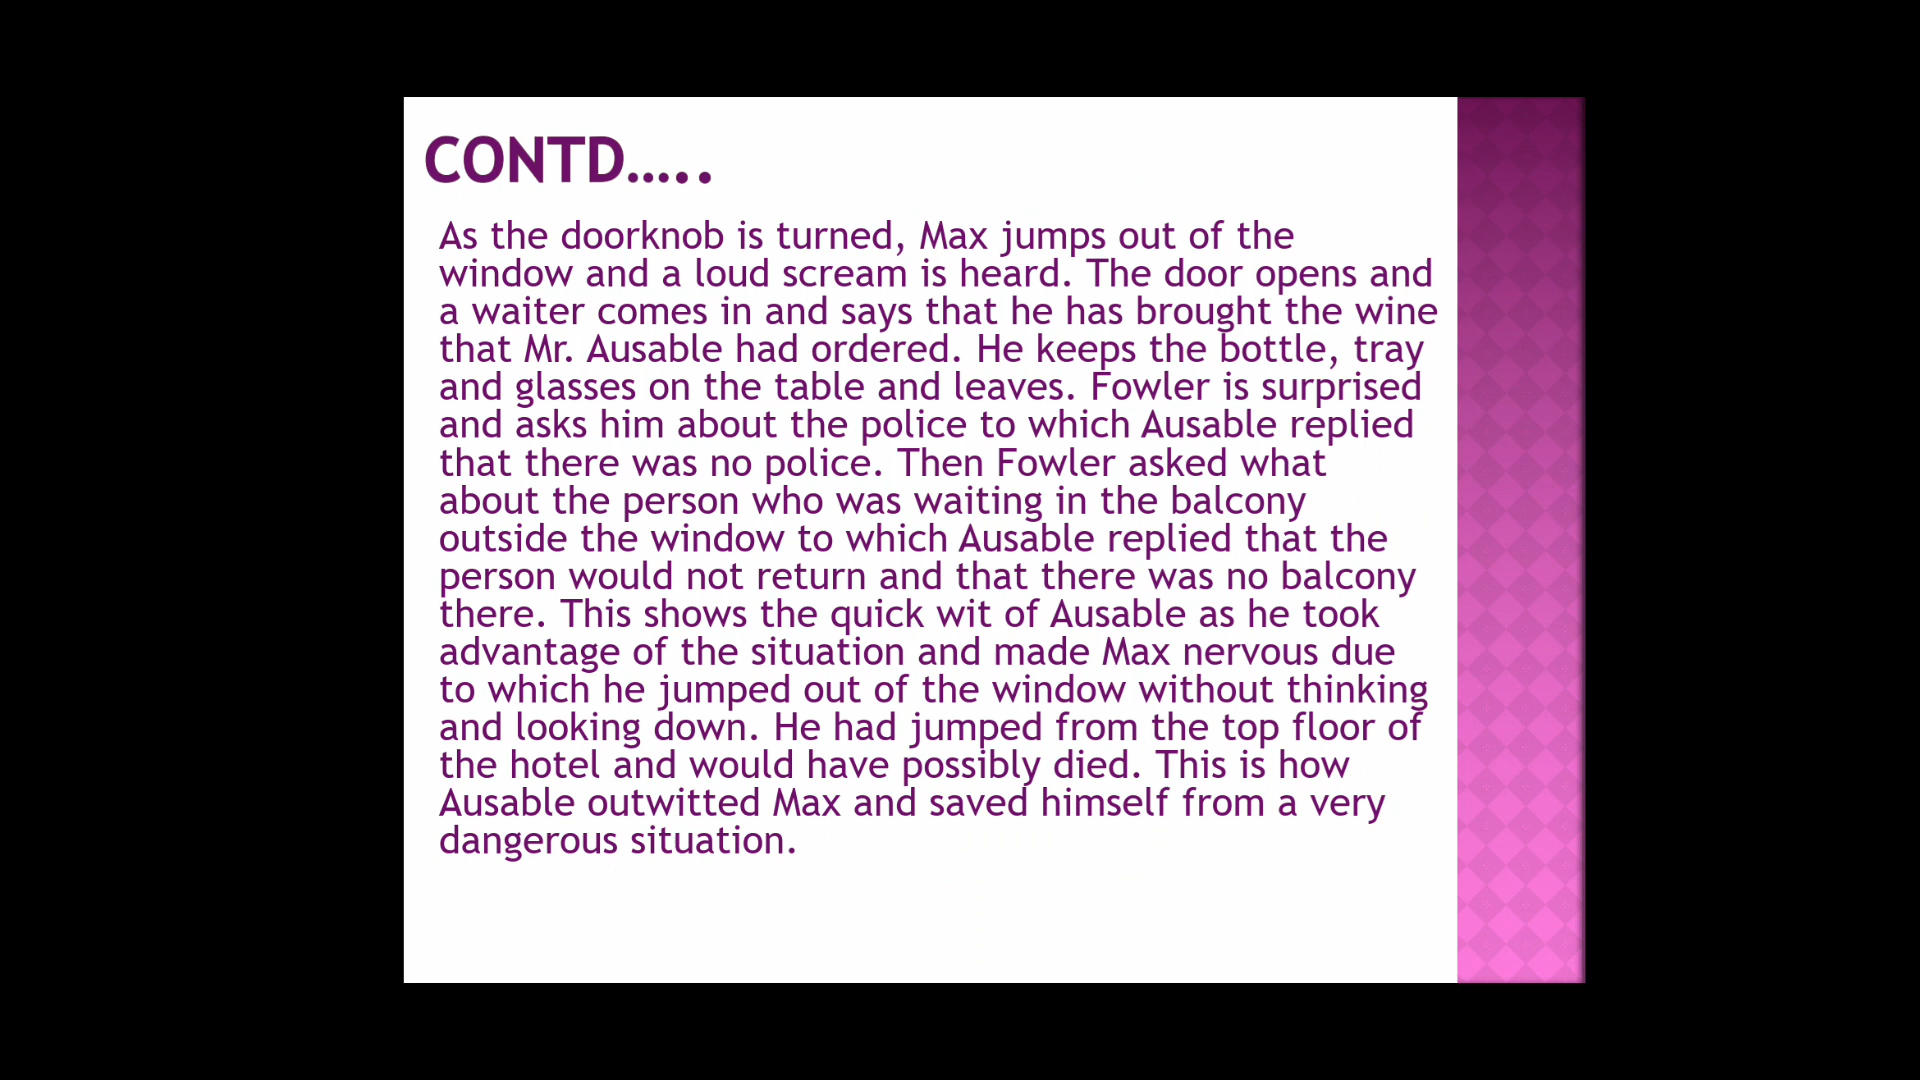 CONTD.....
As the doorknob is turned, Max jumps out of the
window and a loud scream is heard. The door opens and
a waiter comes in and says that he has brought the wine
that Mr. Ausable had ordered. He keeps the bottle, tray
and glasses on the table and leaves. Fowler is surprised
and asks him about the police to which Ausable replied
that there was no police. Then Fowler asked what
about the person who was waiting in the balcony
outside the window to which Ausable replied that the
person would not return and that there was no balcony
there. This shows the quick wit of Ausable as he took
advantage of the situation and made Max nervous due
to which he jumped out of the window without thinking
and looking down. He had jumped from the top floor of
the hotel and would have possibly died. This is how
Ausable outwitted Max and saved himself from a very
dangerous situation.